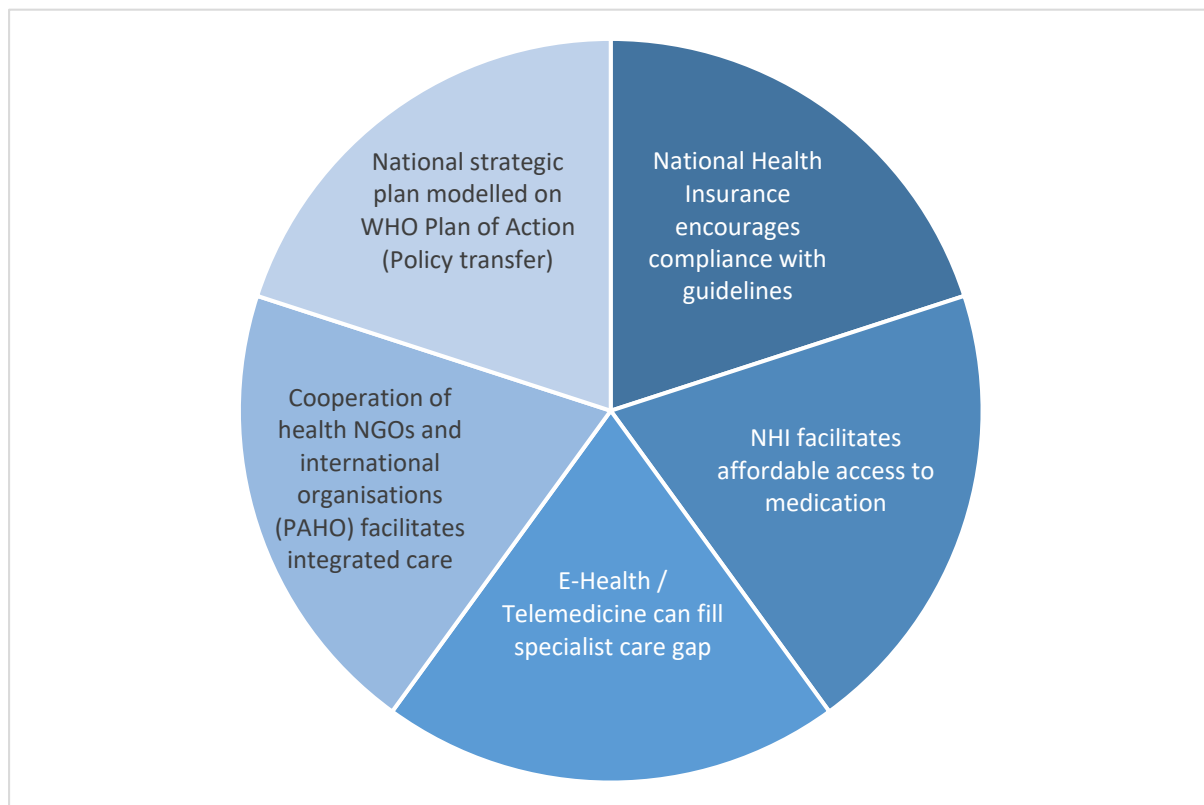 National Health
Insurance
encourages
compliance with
guidelines
NHI facilitates
affordable access to
medication
E-Health /
Telemedicine can fill
specialist care gap
Cooperation of
health NGOs and
international
organisations
(PAHO) facilitates
integrated care
National strategic
plan modelled on
WHO Plan of Action
(Policy transfer)